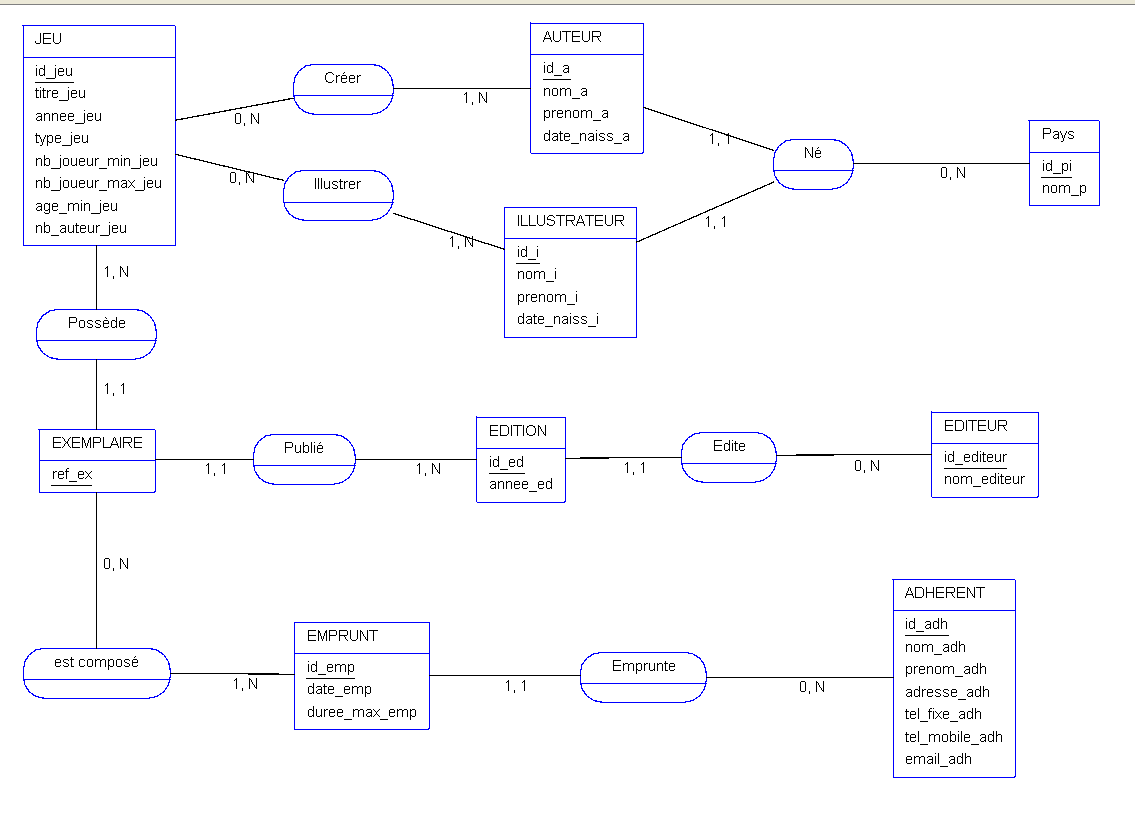 JEU
id_jeu
titre_jeu
annee_jeu
type_jeu
nb_joueur_min_jeu
nb_joueur_max_jeu
age_min_jeu
nb_auteur_jeu
Créer
0, N
1, N
AUTEUR
id_a
nom_a
prenom_a
date_naiss_a
Illustrer
0, N
1, N
ILLUSTRATEUR
id_i
nom_i
prenom_i
date_naiss_i
1, 1
1, 1
Né
0, N
Pays
id_pi
nom_p
1, N
Possède
1, 1
EXEMPLAIRE
ref_ex
1, 1
Publié
1, N
EDITION
id_ed
annee_ed
1, 1
Edite
0, N
EDITEUR
id_editeur
nom_editeur
0, N
est composé
1, N
EMPRUNT
id_emp
date_emp
duree_max_emp
1, 1
Emprunte
0, N
ADHERENT
id_adh
nom_adh
prenom_adh
adresse_adh
tel_fixe_adh
tel_mobile_adh
email_adh